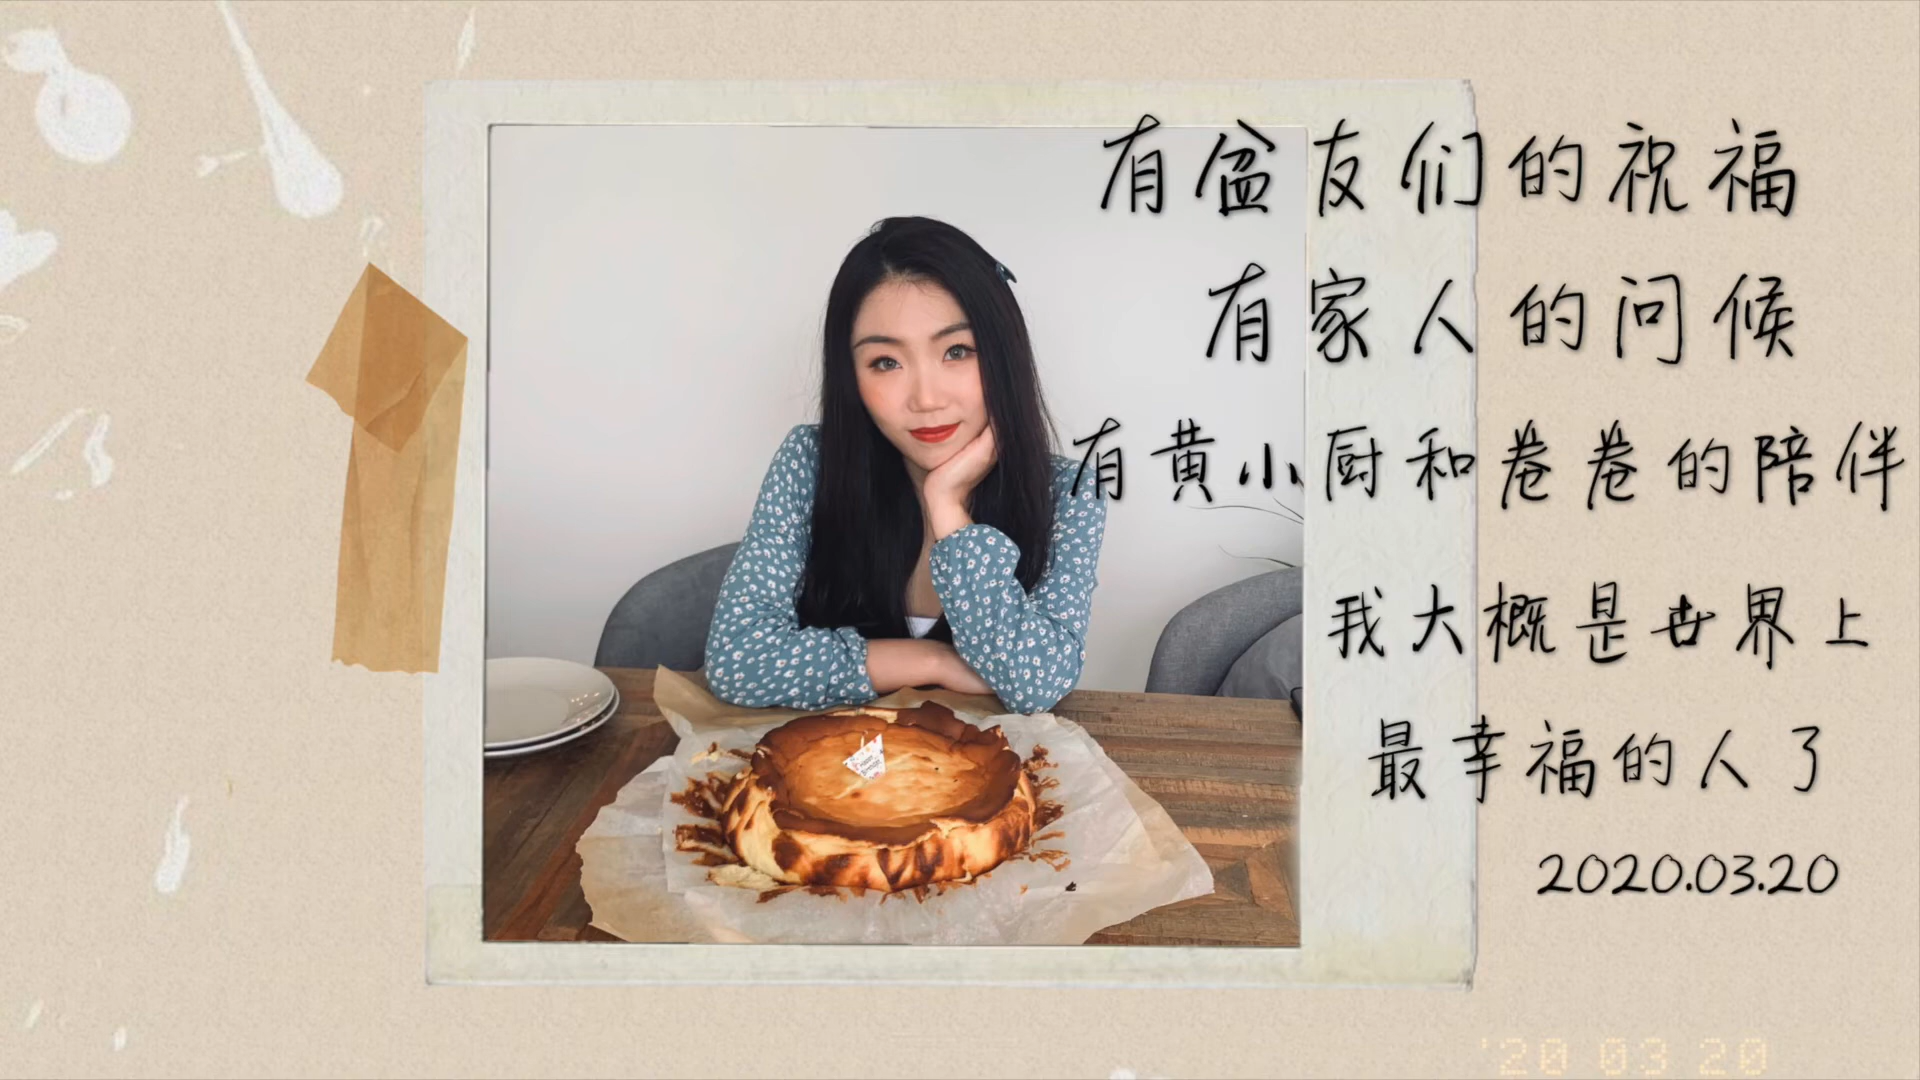 有盆友们的祝福
有家人的问候
有黄小厨和卷卷的陪伴
我大概是世界上
最幸福的人了
2020.03.20
'20 03 20